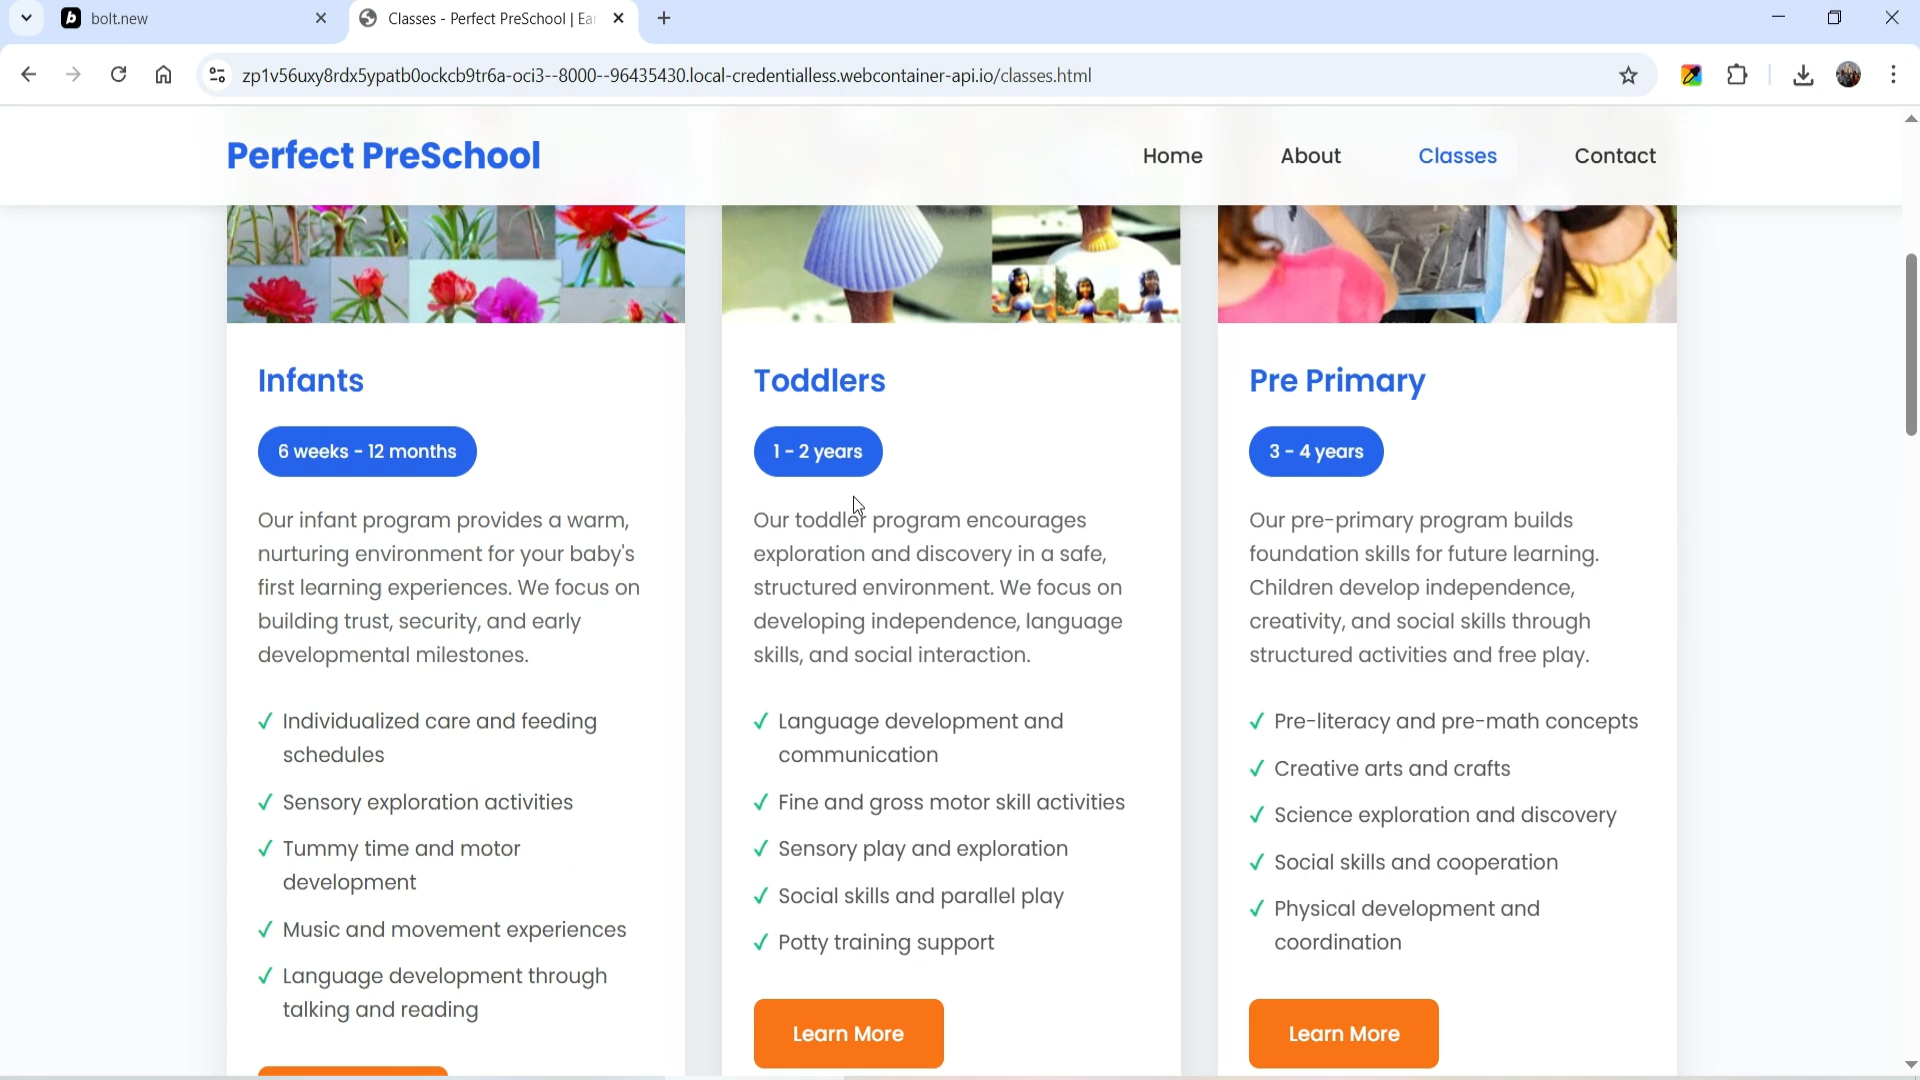 bolt.new
Classes - Perfect PreSchool | Ea
zp1v56uxy8rdx5ypatb0ockcb9tr6a-oci3--8000--96435430.local-credentialless.webcontainer-api.io/classes.html
Perfect PreSchool
Home
About
Classes
Contact
Infants
6 weeks - 12 months
Our infant program provides a warm,
nurturing environment for your baby's
first learning experiences. We focus on
building trust, security, and early
developmental milestones.
✓ Individualized care and feeding
schedules
✓ Sensory exploration activities
✓ Tummy time and motor
development
✓ Music and movement experiences
✓ Language development through
talking and reading
Toddlers
1 - 2 years
Our toddler program encourages
exploration and discovery in a safe,
structured environment. We focus on
developing independence, language
skills, and social interaction.
✓ Language development and
communication
✓ Fine and gross motor skill activities
✓ Sensory play and exploration
✓ Social skills and parallel play
✓ Potty training support
Learn More
Pre Primary
3 - 4 years
Our pre-primary program builds
foundation skills for future learning.
Children develop independence,
creativity, and social skills through
structured activities and free play.
✓ Pre-literacy and pre-math concepts
✓ Creative arts and crafts
✓ Science exploration and discovery
✓ Social skills and cooperation
✓ Physical development and
coordination
Learn More